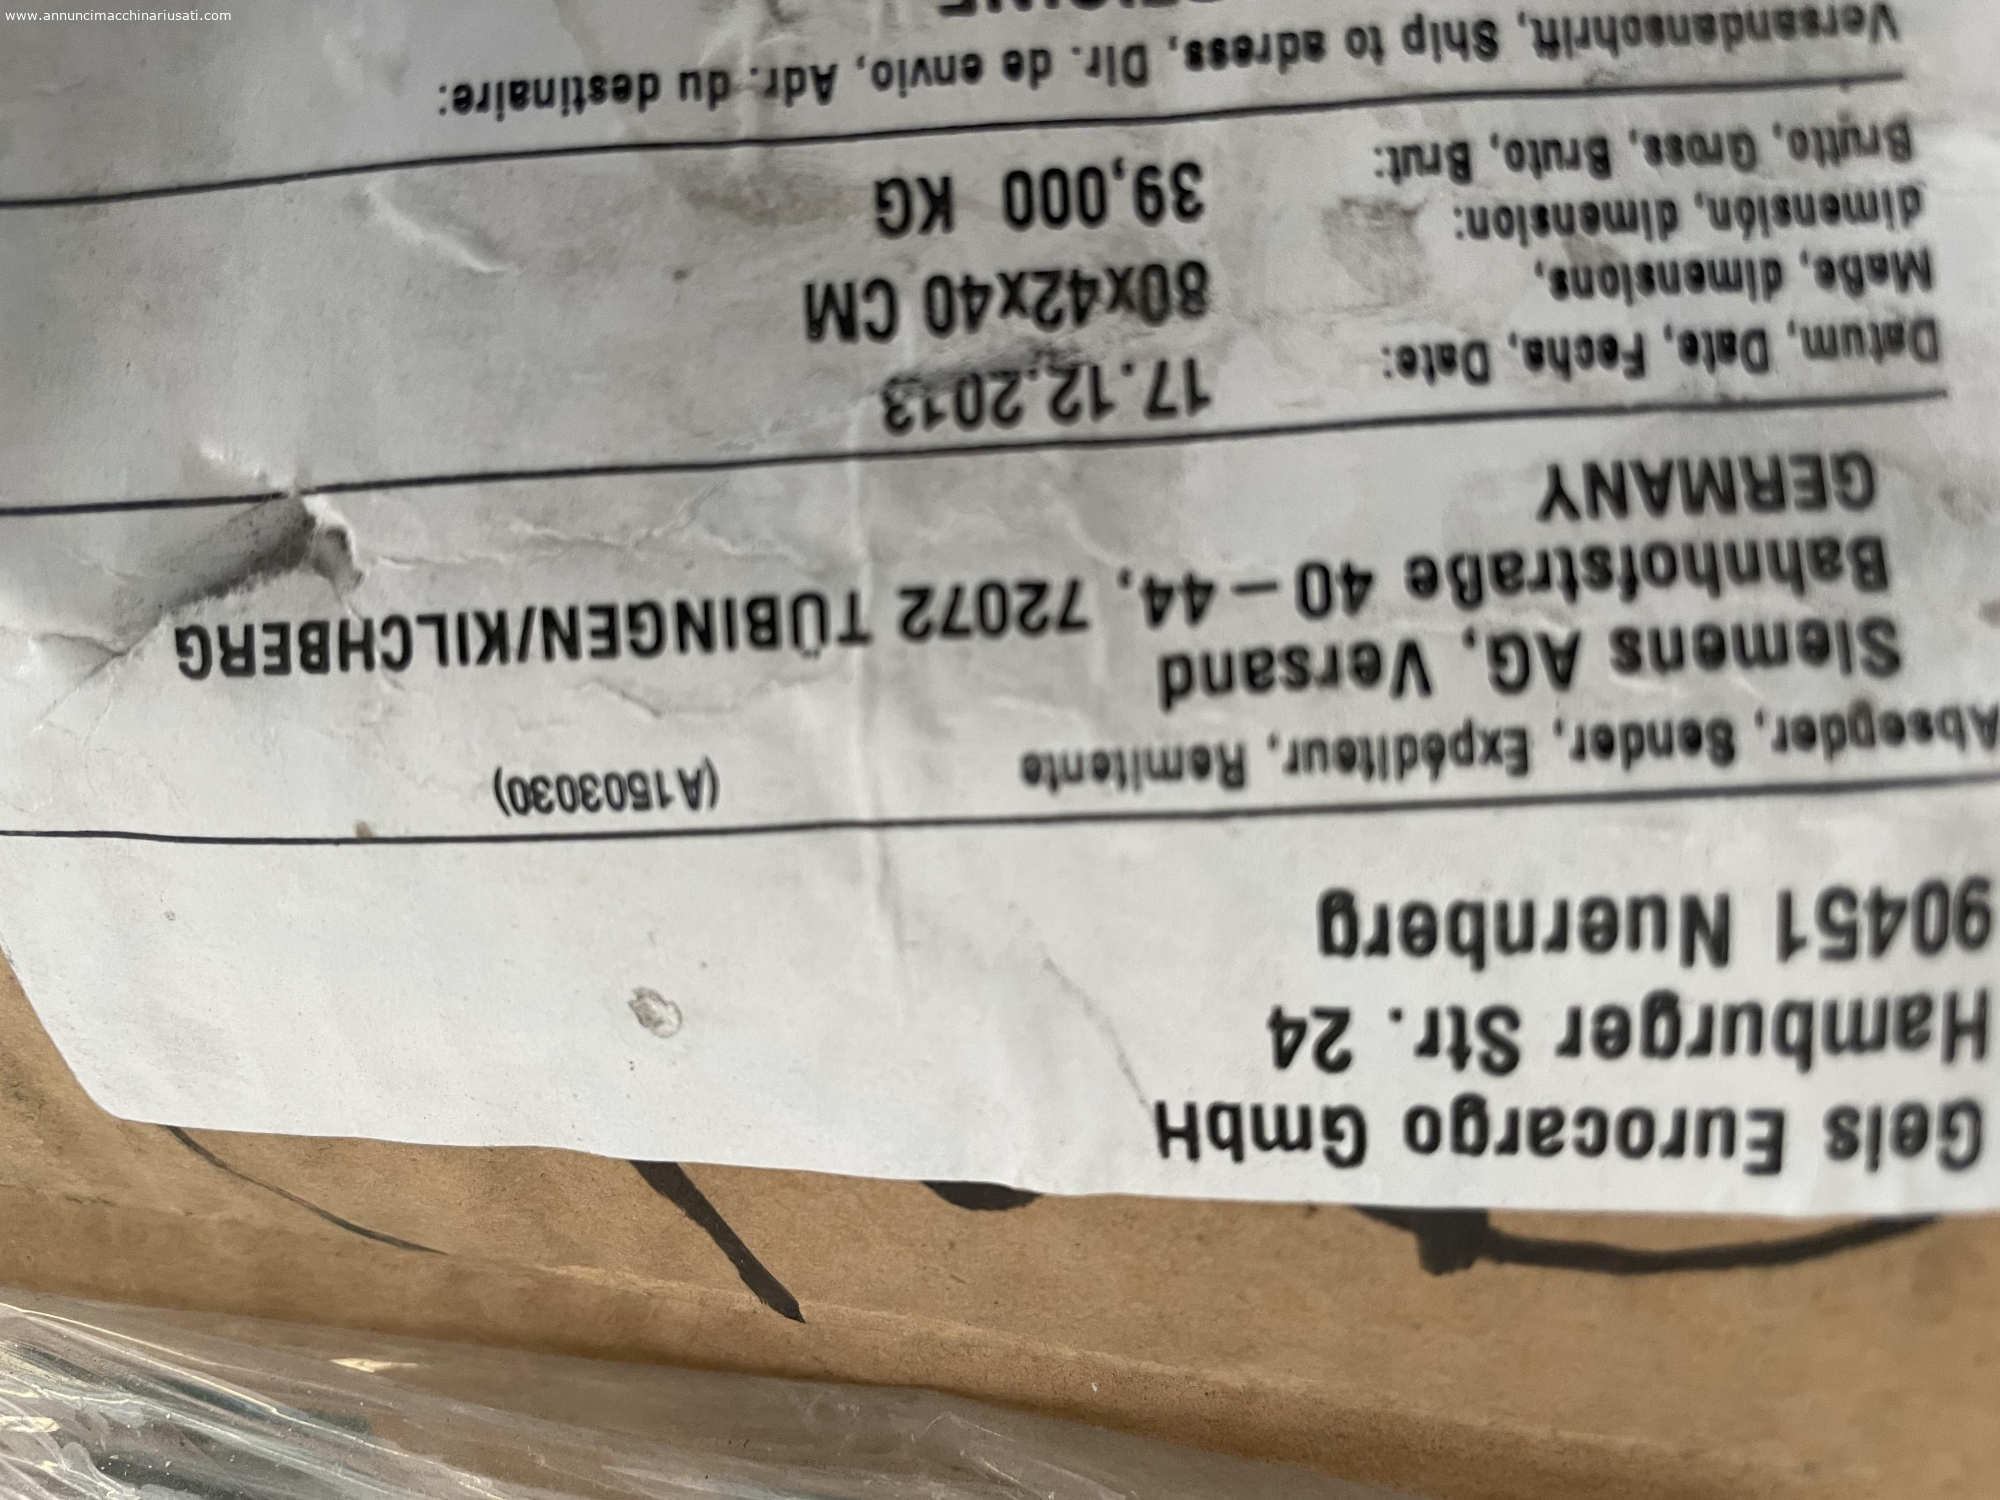 www.annuncimacchinariusati.com
Geis Eurocargo GmbH
Hamburger Str. 24
90451 Nuernberg
Absender, Sender, Expéditeur, Remitente (A1503030)
Siemens AG, Versand
Bahnhofstraße 40 – 44, 72072 TÜBINGEN/KILCHBERG
GERMANY
Datum, Date, Fecha, Date: 17.12.2013
Maße, dimensions, 80x42x40 CM
dimensión, dimension:
Brutto, Gross, Bruto, Brut: 39,000 KG
Versandanschrift, Ship to adress, Dir. de envio, Adr. du destinaire: